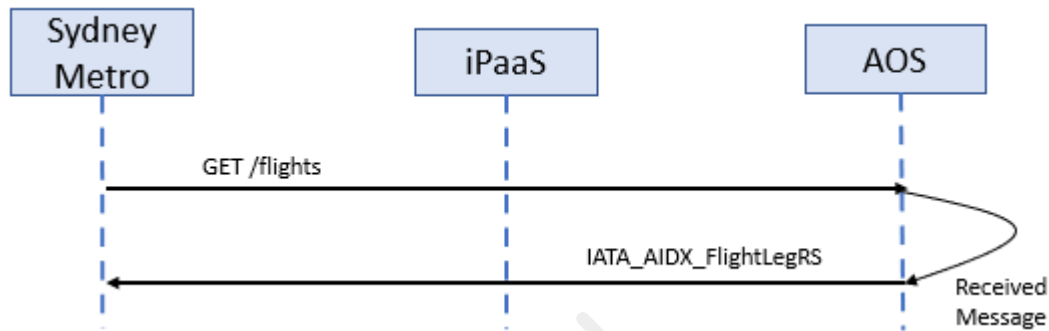 Sydney
Metro
iPaaS
AOS
GET /flights
IATA_AIDX_FlightLegRS
Received
Message